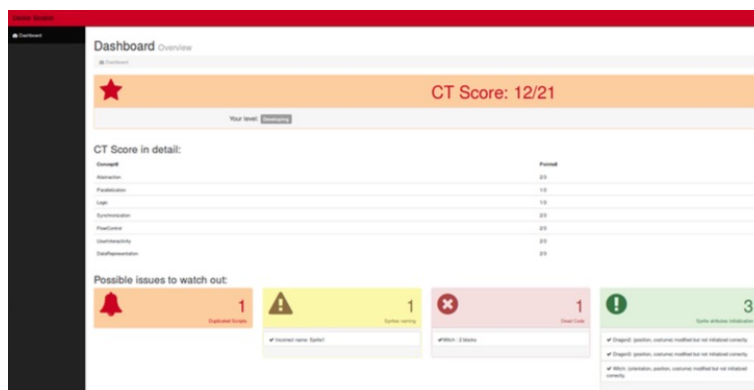 Dashboard
Dashboard Overview
Dashboard
CT Score: 12/21
Your level: Developing
CT Score in detail:
Concept# Points#
Abstraction 2/3
Parallelization 1/3
Logic 1/3
Synchronization 2/3
FlowControl 2/3
UserInteractivity 2/3
DataRepresentation 2/3
Possible issues to watch out:
1
Duplicated Scripts
1
Sprites naming
✔ Incorrect name: Sprite1
1
Dead Code
✔ Witch : 2 blocks
3
Sprite attributes initialization
✔ Dragon2: (position, costume) modified but not initialized correctly.
✔ Dragon3: (position, costume) modified but not initialized correctly.
✔ Witch: (orientation, position, costume) modified but not initialized
correctly.